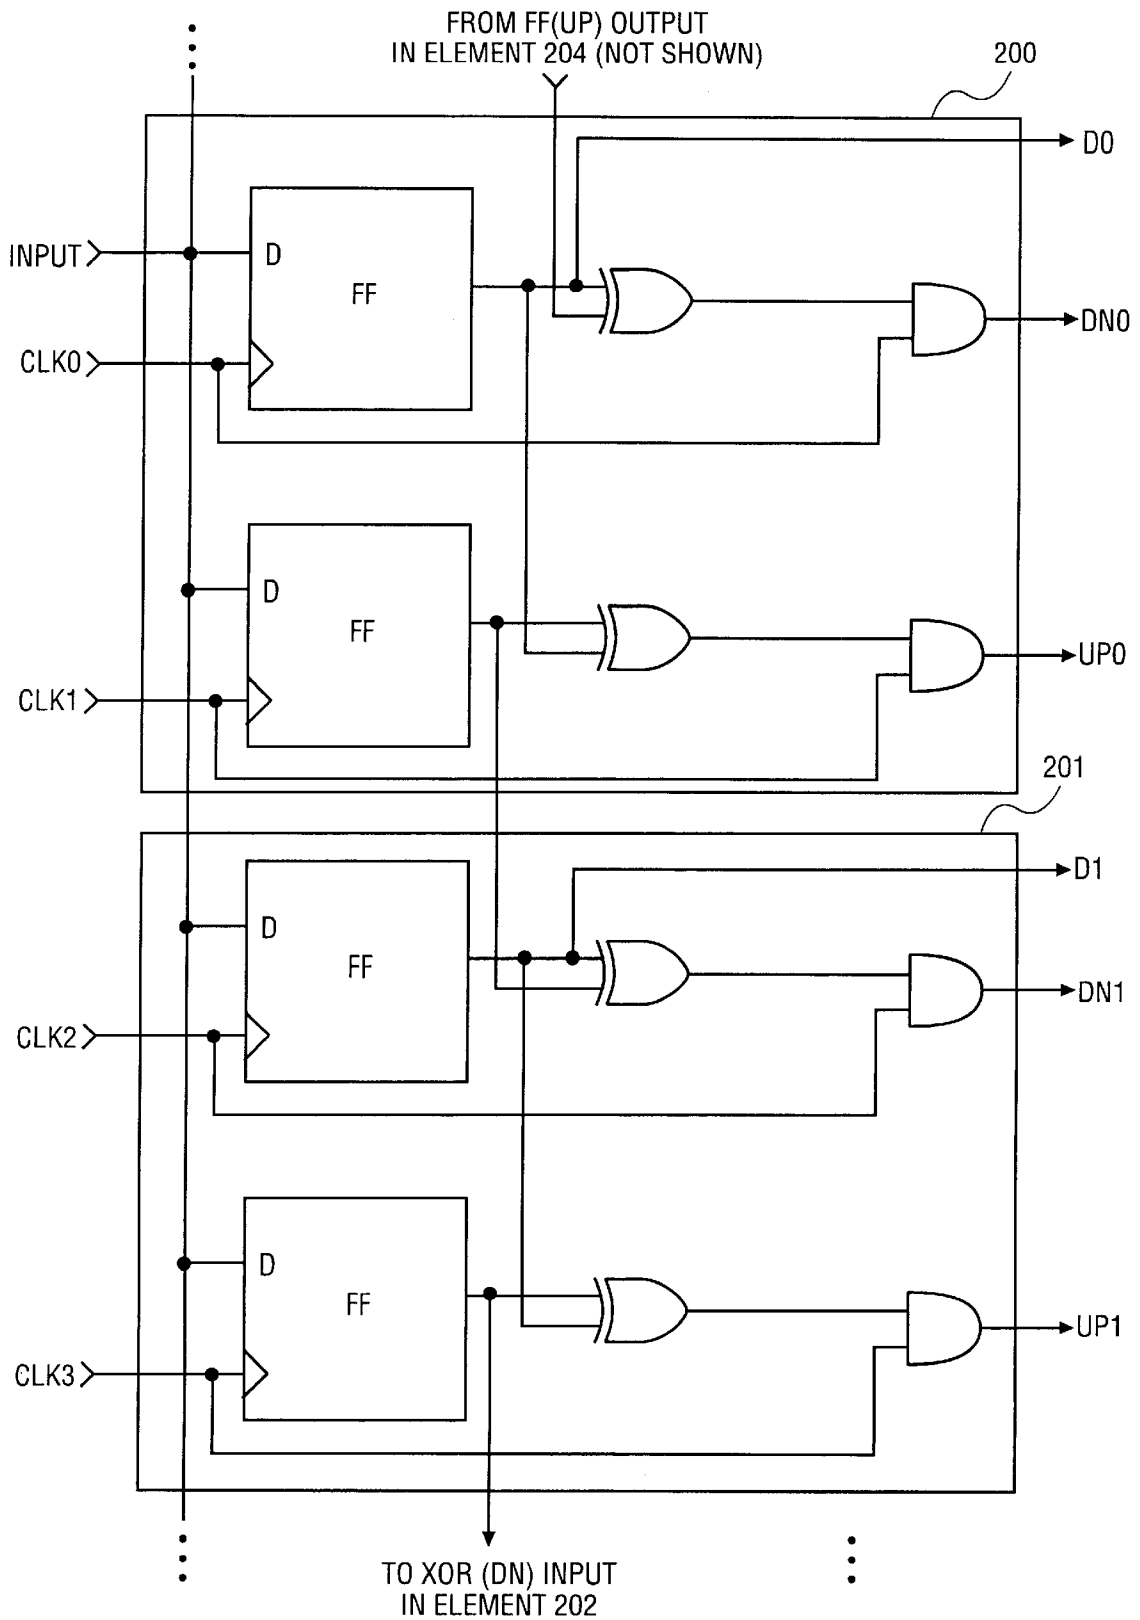 FROM FF(UP) OUTPUT
IN ELEMENT 204 (NOT SHOWN)
200
D0
INPUT
D
FF
DN0
CLK0
D
FF
UP0
CLK1
201
D1
D
FF
DN1
CLK2
D
FF
UP1
CLK3
TO XOR (DN) INPUT
IN ELEMENT 202